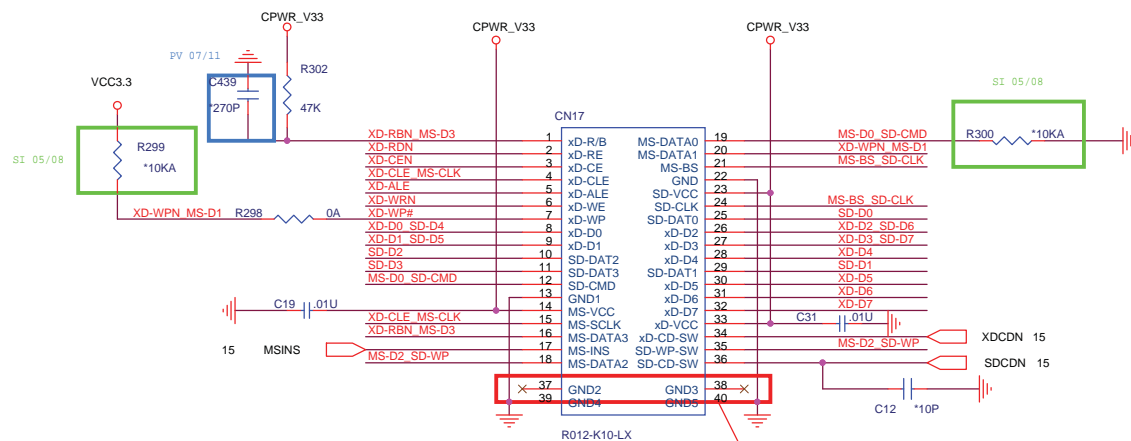 CPWR_V33
CPWR_V33
CPWR_V33
PV 07/11
VCC3.3
C439
*270P
R302
47K
SI 05/08
R299
*10KA
SI 05/08
R300
*10KA
CN17
XD-RBN_MS-D3 1 xD-R/B MS-DATA0 19 MS-D0_SD-CMD
XD-RDN 2 xD-RE MS-DATA1 20 XD-WPN_MS-D1
XD-CEN 3 xD-CE MS-BS 21 MS-BS_SD-CLK
XD-CLE_MS-CLK 4 xD-CLE GND 22
XD-ALE 5 xD-ALE SD-VCC 23
XD-WRN 6 xD-WE SD-CLK 24 MS-BS_SD-CLK
XD-WPN_MS-D1 R298 0A XD-WP# 7 xD-WP SD-DAT0 25 SD-D0
XD-D0_SD-D4 8 xD-D0 xD-D2 26 XD-D2_SD-D6
XD-D1_SD-D5 9 xD-D1 xD-D3 27 XD-D3_SD-D7
SD-D2 10 SD-DAT2 xD-D4 28 XD-D4
SD-D3 11 SD-DAT3 SD-DAT1 29 SD-D1
MS-D0_SD-CMD 12 SD-CMD xD-D5 30 XD-D5
13 GND1 xD-D6 31 XD-D6
C19 .01U 14 MS-VCC xD-D7 32 XD-D7
XD-CLE_MS-CLK 15 MS-SCLK xD-VCC 33 C31 .01U
XD-RBN_MS-D3 16 MS-DATA3 xD-CD-SW 34 XDCDN 15
15 MSINS 17 MS-INS SD-WP-SW 35 MS-D2_SD-WP
MS-D2_SD-WP 18 MS-DATA2 SD-CD-SW 36 SDCDN 15
37 GND2 GND3 38
39 GND4 GND5 40
C12 *10P
R012-K10-LX